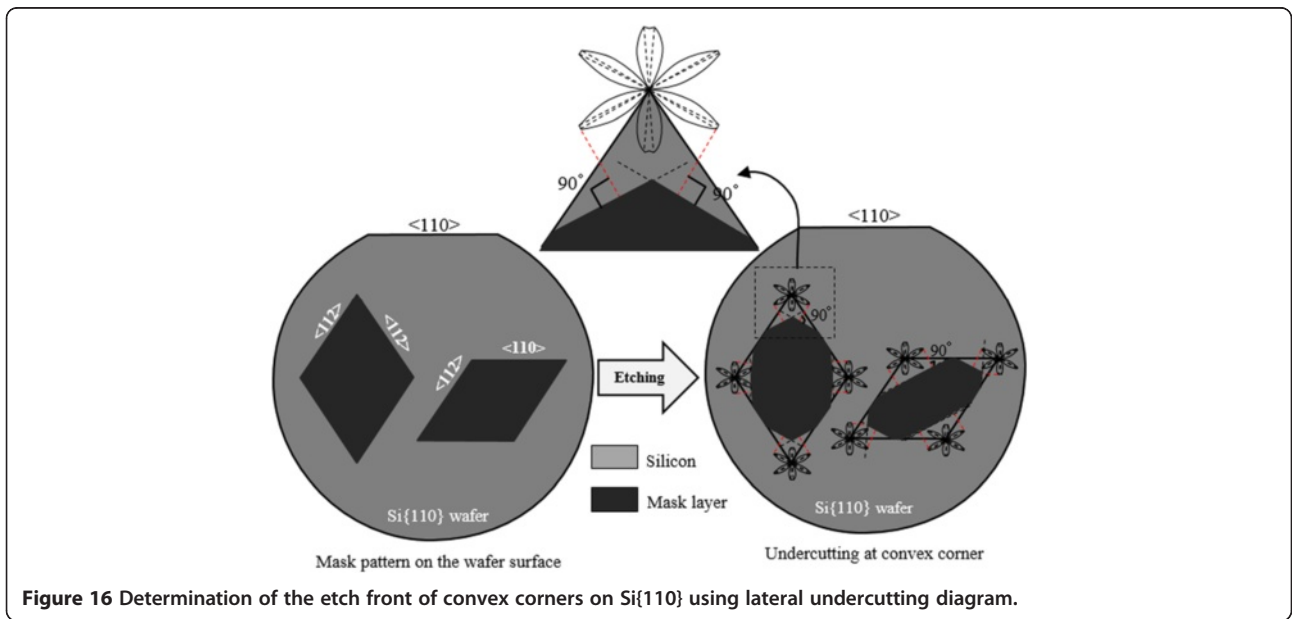 90°
90°
<110>
<112>
<112>
<110>
<112>
Si{110} wafer
Mask pattern on the wafer surface
Etching
Silicon
Mask layer
<110>
90°
90°
Si{110} wafer
Undercutting at convex corner
Figure 16 Determination of the etch front of convex corners on Si{110} using lateral undercutting diagram.